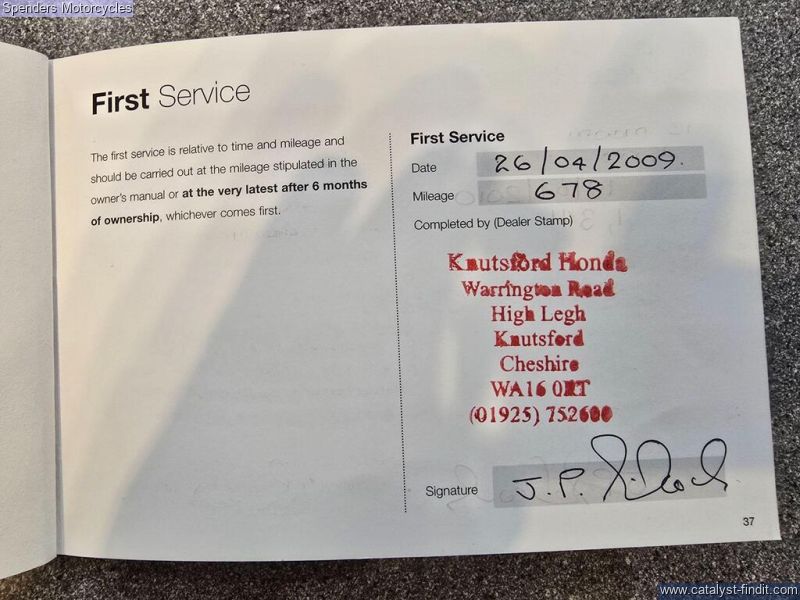 Spenders Motorcycles
First Service
The first service is relative to time and mileage and
should be carried out at the mileage stipulated in the
owner's manual or at the very latest after 6 months
of ownership, whichever comes first.
First Service
Date 26/04/2009.
Mileage 678
Completed by (Dealer Stamp)
Knutsford Honda
Warrington Road
High Legh
Knutsford
Cheshire
WA16 0RT
(01925) 752600
Signature J.P.
37
www.catalyst-findit.com